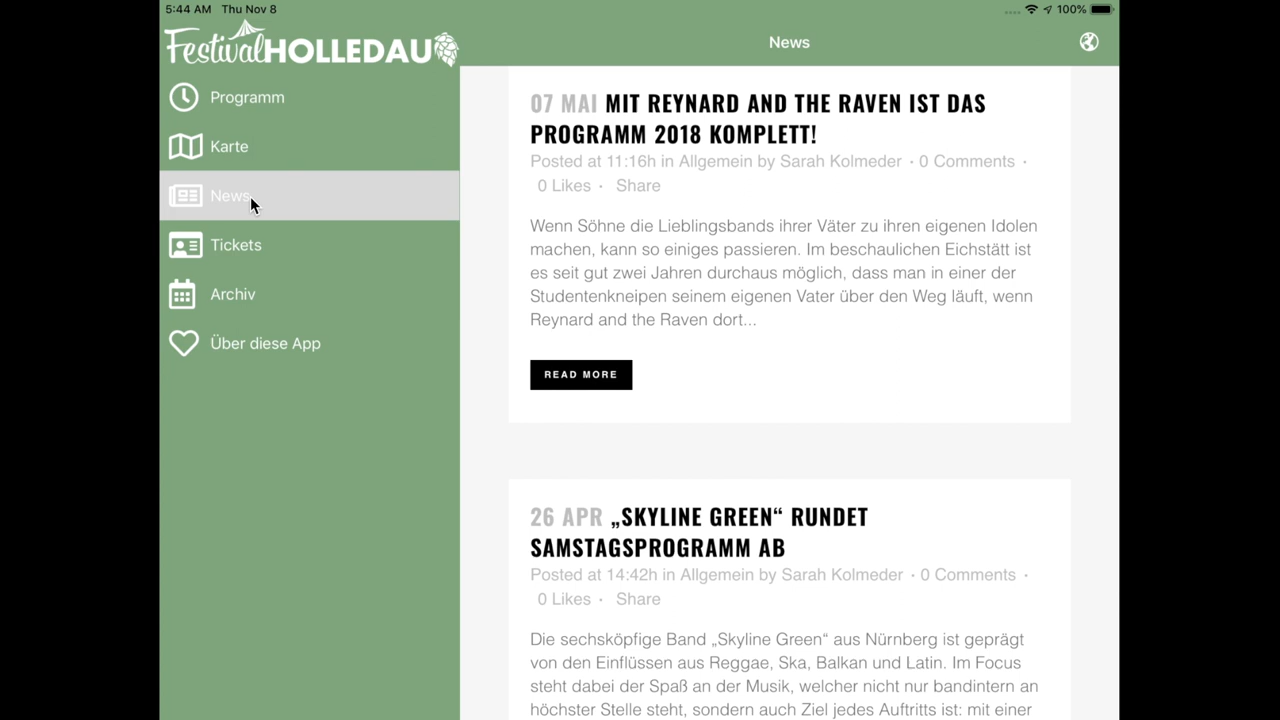 5:44 AM Thu Nov 8
100%
FestivalHOLLEDAU
News
Programm
Karte
News
Tickets
Archiv
Über diese App
07 MAI MIT REYNARD AND THE RAVEN IST DAS
PROGRAMM 2018 KOMPLETT!
Posted at 11:16h in Allgemein by Sarah Kolmeder · 0 Comments ·
0 Likes · Share
Wenn Söhne die Lieblingsbands ihrer Väter zu ihren eigenen Idolen
machen, kann so einiges passieren. Im beschaulichen Eichstätt ist
es seit gut zwei Jahren durchaus möglich, dass man in einer der
Studentenkneipen seinem eigenen Vater über den Weg läuft, wenn
Reynard and the Raven dort...
READ MORE
26 APR „SKYLINE GREEN“ RUNDET
SAMSTAGSPROGRAMM AB
Posted at 14:42h in Allgemein by Sarah Kolmeder · 0 Comments ·
0 Likes · Share
Die sechsköpfige Band „Skyline Green“ aus Nürnberg ist geprägt
von den Einflüssen aus Reggae, Ska, Balkan und Latin. Im Focus
steht dabei der Spaß an der Musik, welcher nicht nur bandintern an
höchster Stelle steht, sondern auch Ziel jedes Auftritts ist: mit einer